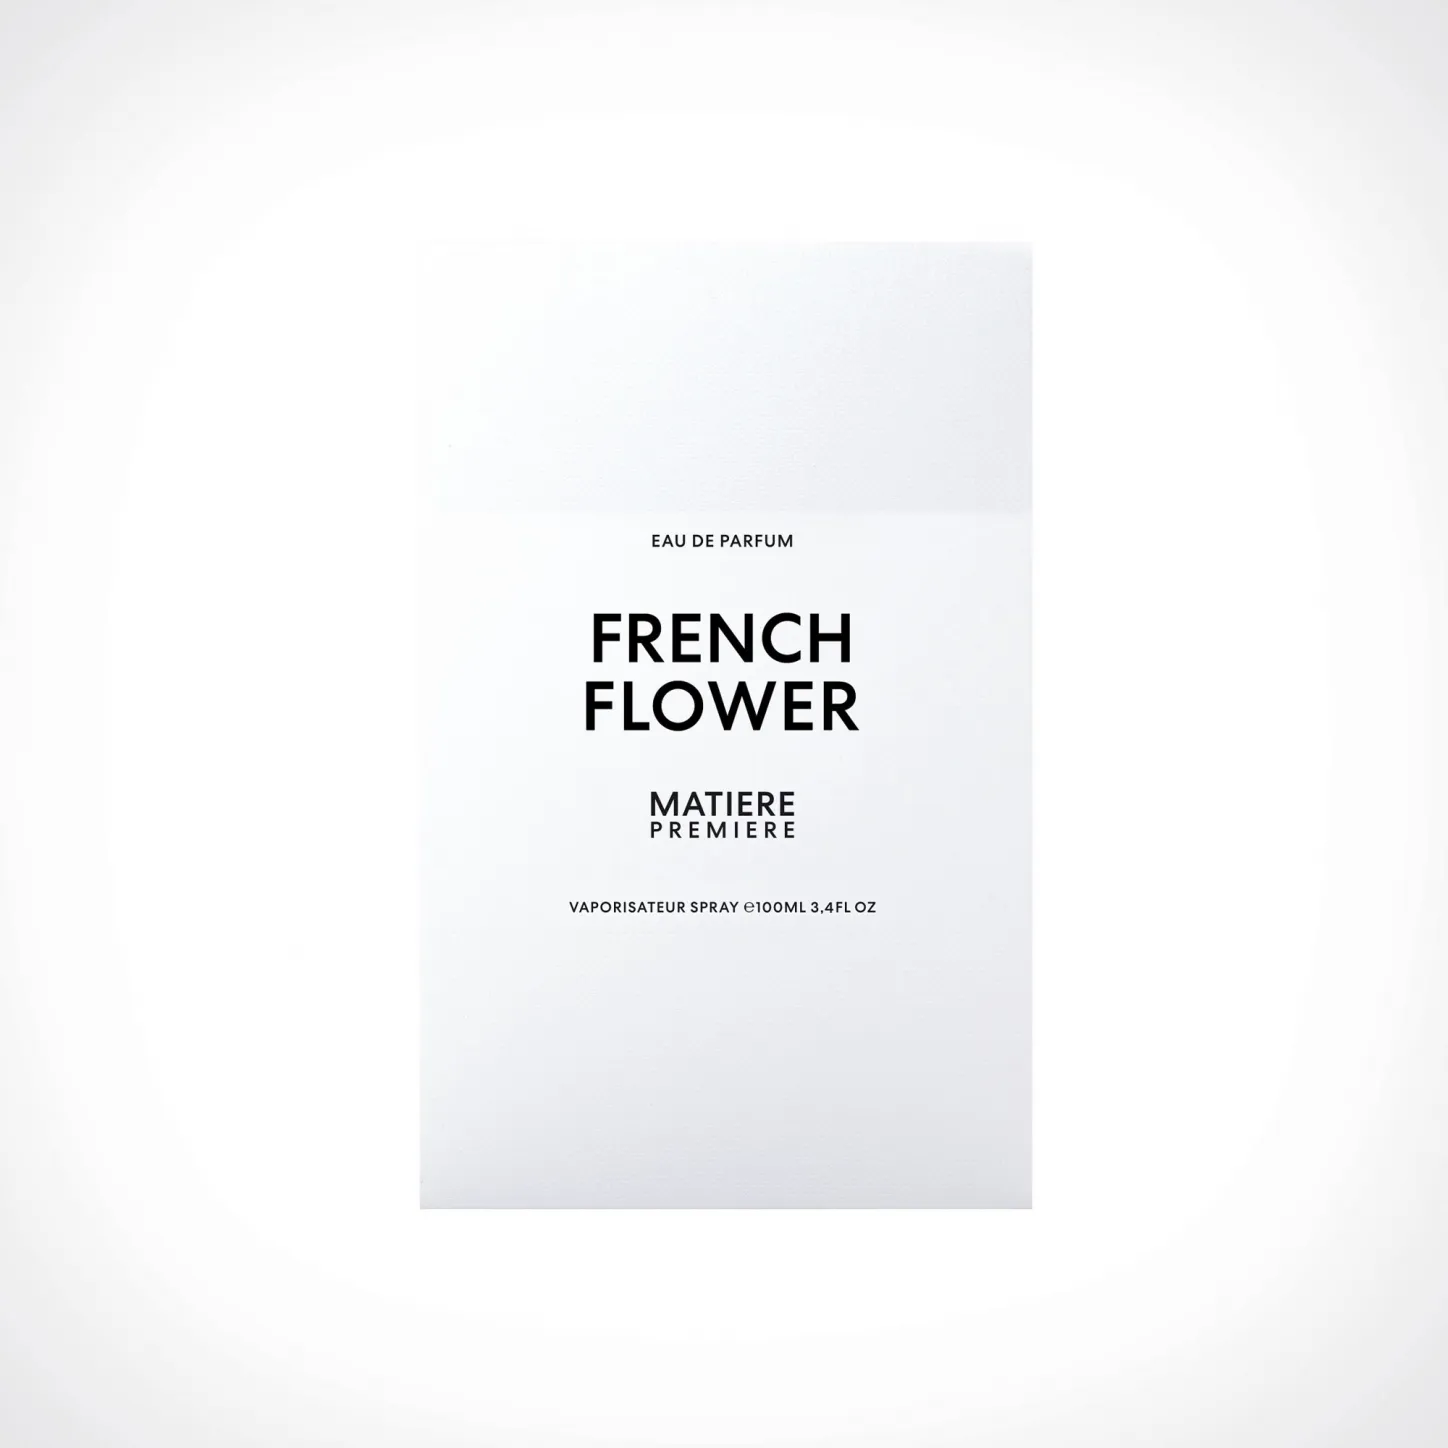 EAU DE PARFUM
FRENCH
FLOWER
MATIERE
PREMIERE
VAPORISATEUR SPRAY ℮100ML 3,4FL OZ